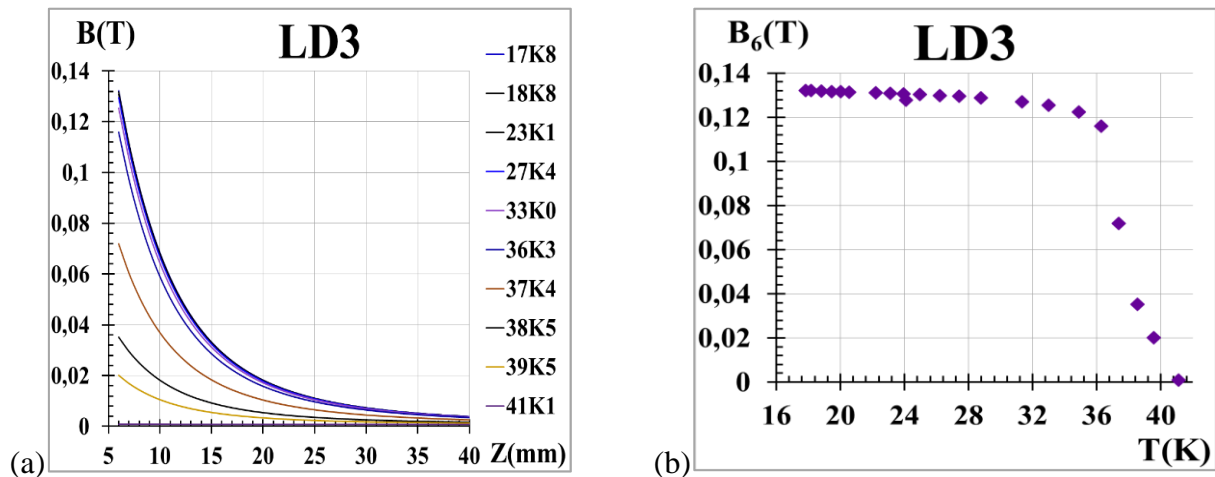 B(T)
LD3
0,14
0,12
0,1
0,08
0,06
0,04
0,02
0
5 10 15 20 25 30 35 40 Z(mm)
17K8
18K8
23K1
27K4
33K0
36K3
37K4
38K5
39K5
41K1
(a)
B6(T)
LD3
0,14
0,12
0,1
0,08
0,06
0,04
0,02
0
16 20 24 28 32 36 40
T(K)
(b)